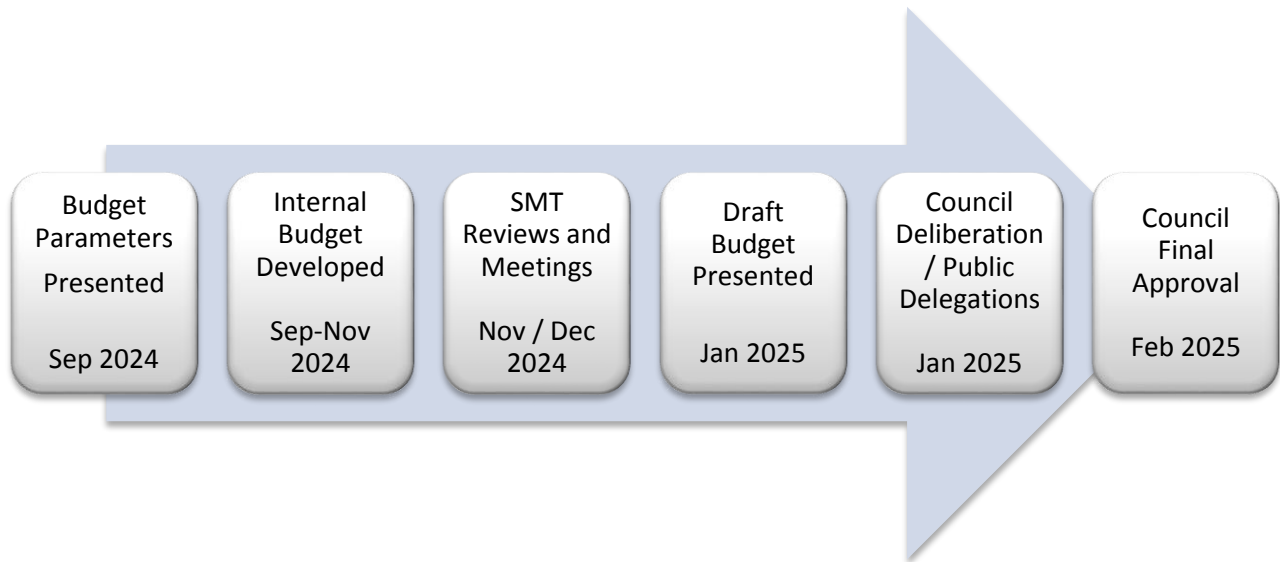 Budget
Parameters
Presented
Sep 2024
Internal
Budget
Developed
Sep-Nov
2024
SMT
Reviews and
Meetings
Nov / Dec
2024
Draft
Budget
Presented
Jan 2025
Council
Deliberation
/ Public
Delegations
Jan 2025
Council
Final
Approval
Feb 2025